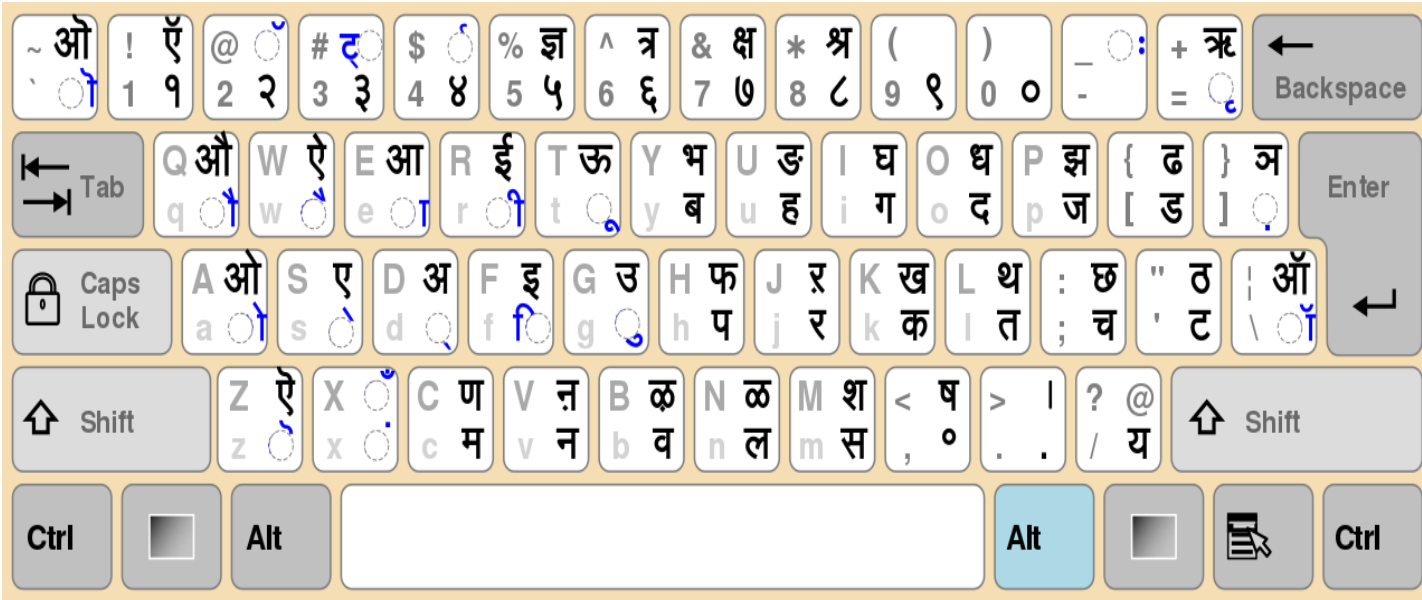 ~ ऒ ! ऍ @ ◌ॅ # ट्◌ $ र्◌ % ज्ञ ^ त्र & क्ष * श्र ( ) _ ◌ः + ऋ
` ◌ॊ 1 १ 2 २ 3 ३ 4 ४ 5 ५ 6 ६ 7 ७ 8 ८ 9 ९ 0 ० - = ◌ृ Backspace
Tab Q औ W ऐ E आ R ई T ऊ Y भ U ङ I घ O ध P झ { ढ } ञ Enter
q ◌ौ w ◌ै e ◌ा r ◌ी t ◌ू y ब u ह i ग o द p ज [ ड ] ◌़
Caps A ओ S ए D अ F इ G उ H फ J ऱ K ख L थ : छ " ठ ¦ ऑ
Lock a ◌ो s ◌े d ◌् f ◌ि g ◌ु h प j र k क l त ; च ' ट \ ◌ॉ
Shift Z ऎ X ◌ँ C ण V ऩ B ऴ N ळ M श < ष > । ? @ Shift
z ◌ॆ x ◌ं c म v न b व n ल m स , ॰ . . / य
Ctrl Alt Alt Ctrl